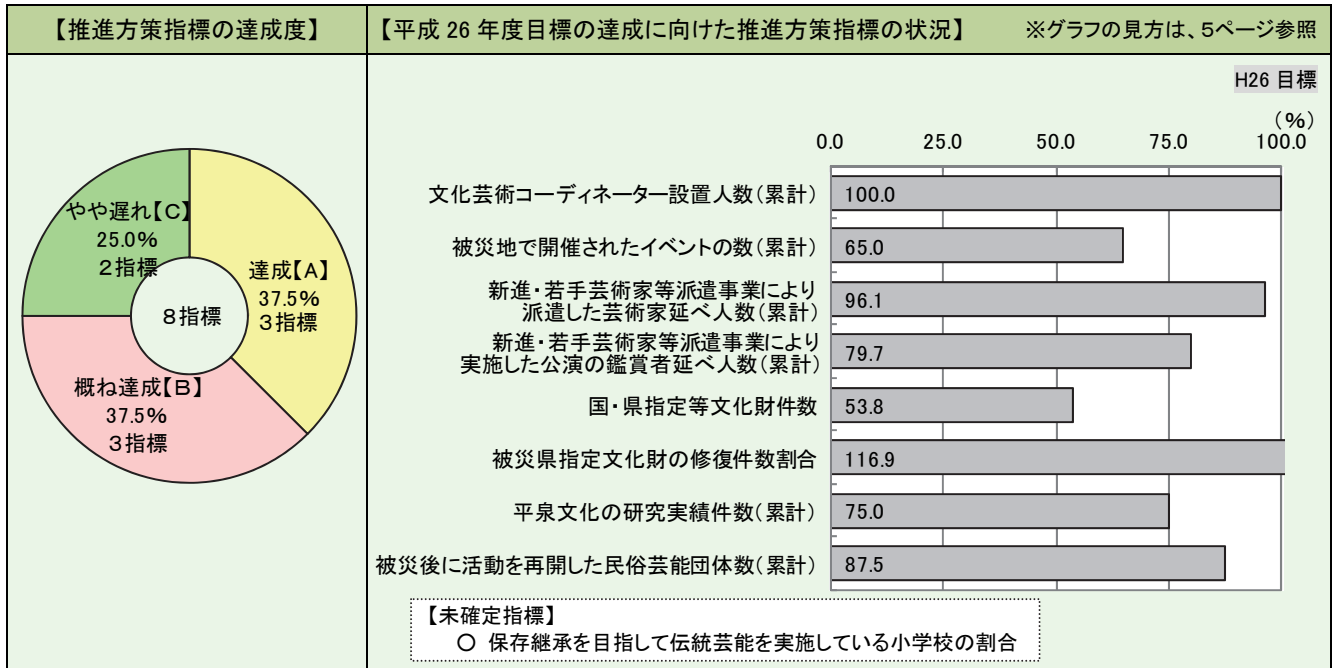 【推進方策指標の達成度】
【平成 26 年度目標の達成に向けた推進方策指標の状況】 ※グラフの見方は、5ページ参照
やや遅れ【C】
25.0%
2指標
達成【A】
37.5%
3指標
8指標
概ね達成【B】
37.5%
3指標
H26 目標
(%)
0.0 25.0 50.0 75.0 100.0
文化芸術コーディネーター設置人数(累計) 100.0
被災地で開催されたイベントの数(累計) 65.0
新進・若手芸術家等派遣事業により
派遣した芸術家延べ人数(累計) 96.1
新進・若手芸術家等派遣事業により
実施した公演の鑑賞者延べ人数(累計) 79.7
国・県指定等文化財件数 53.8
被災県指定文化財の修復件数割合 116.9
平泉文化の研究実績件数(累計) 75.0
被災後に活動を再開した民俗芸能団体数(累計) 87.5
【未確定指標】
○ 保存継承を目指して伝統芸能を実施している小学校の割合